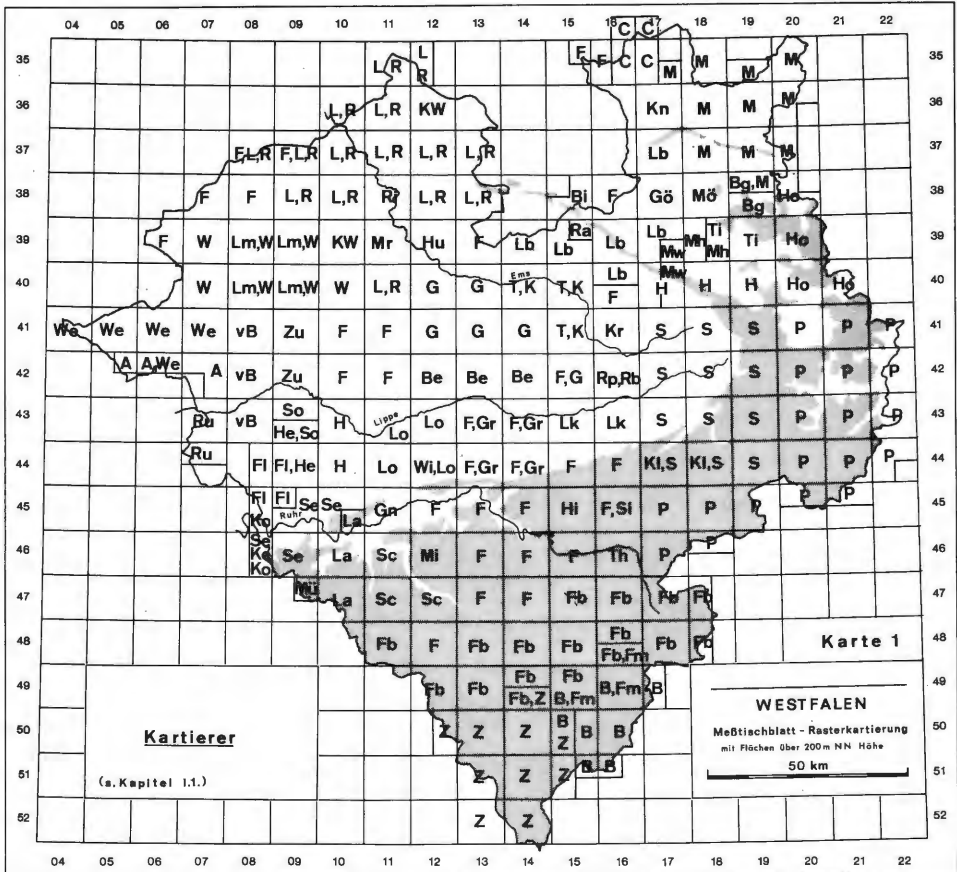 04 05 06 07 08 09 10 11 12 13 14 15 16 17 18 19 20 21 22
C C
35 L,R L R F F C C M M M M 35
36 L,R L,R KW Kn M M M 36
37 F,L,R F,L,R L,R L,R L,R L,R Lb M M M 37
38 F F L,R L,R R L,R L,R Bi F Gö Mö Bg,M Bg Ho 38
39 F W Lm,W Lm,W KW Mr Hu F Lb Lb Ra Lb Lb Mw Mh Ti Mh Ti Ho 39
40 W Lm,W Lm,W W L,R G G Ems T,K T,K Lb F Mw H H H Ho Ho 40
41 We We We We vB Zu F F G G G T,K Kr S S S P P P 41
42 A A,We A vB Zu F F Be Be Be F,G Rp,Rb S S S P P P 42
43 Ru vB So He,So H Lippe Lo Lo F,Gr F,Gr Lk Lk S S S P P P 43
44 Ru Fl Fl,He H Lo Wi,Lo F,Gr F,Gr F F Kl,S Kl,S S P P P 44
45 Fl Ko Fl Ruhr Se Se La Gn F F F Hi F,Si P P P P P 45
46 Se Ke Ko Se La Sc Mi F F F Th P P 46
47 Mü La Sc Sc F F Fb Fb Fb Fb 47
48 Fb F Fb Fb Fb Fb Fb,Fm Fb Fb Karte 1 48
49 Fb Fb Fb Fb,Z Fb B,Fm B,Fm B 49
50 Z Z Z B Z B B 50
51 Z Z Z B B 51
52 Z Z 52
Kartierer
(s. Kapitel I.1.)
WESTFALEN
Meßtischblatt - Rasterkartierung
mit Flächen über 200m NN Höhe
50 km
04 05 06 07 08 09 10 11 12 13 14 15 16 17 18 19 20 21 22